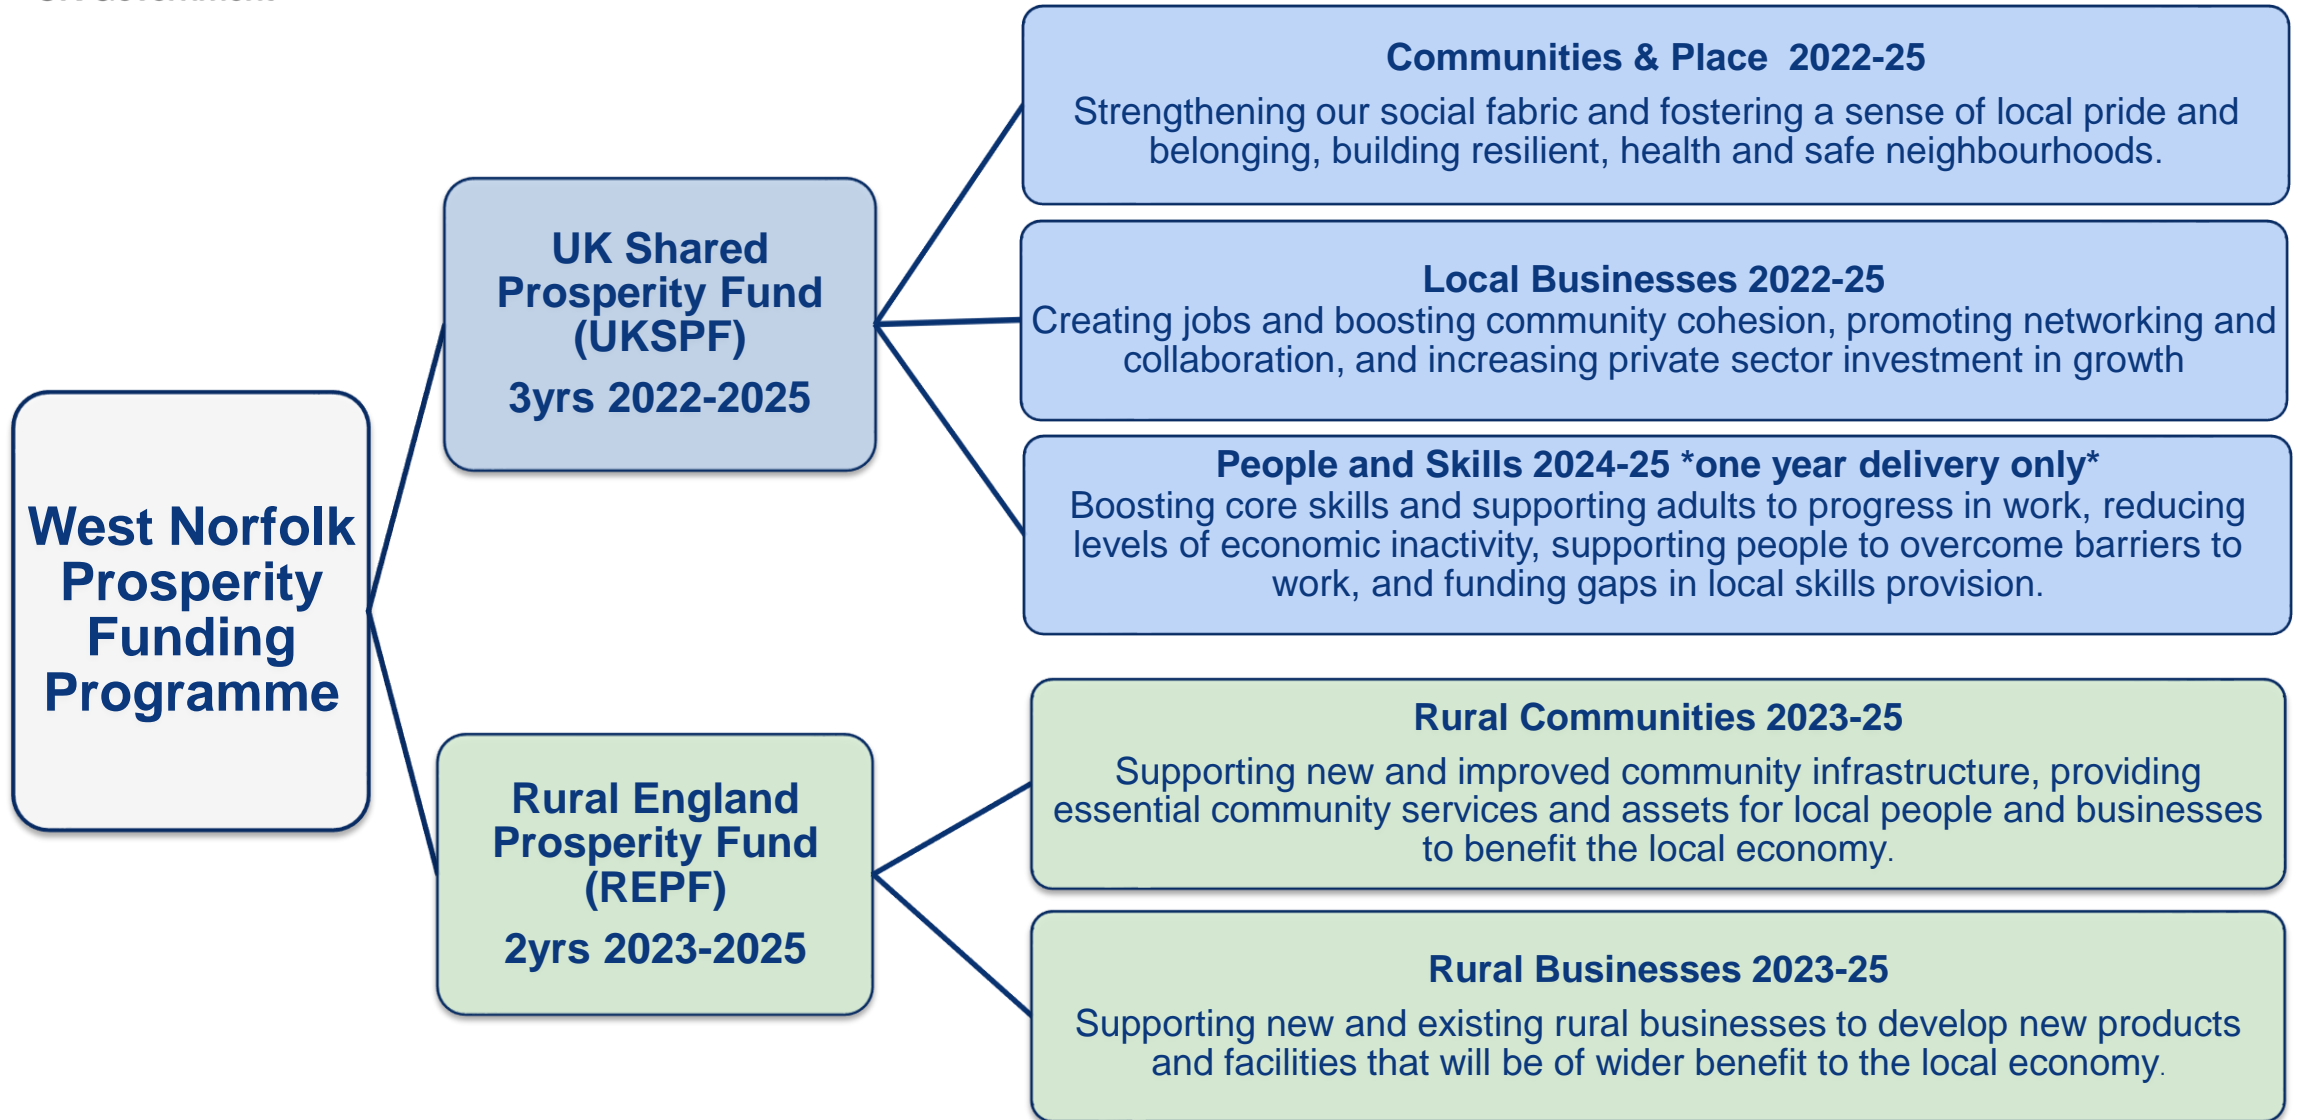 West Norfolk
Prosperity
Funding
Programme
UK Shared
Prosperity Fund
(UKSPF)
3yrs 2022-2025
Communities & Place  2022-25
Strengthening our social fabric and fostering a sense of local pride and
belonging, building resilient, health and safe neighbourhoods.
Local Businesses 2022-25
Creating jobs and boosting community cohesion, promoting networking and
collaboration, and increasing private sector investment in growth
People and Skills 2024-25 *one year delivery only*
Boosting core skills and supporting adults to progress in work, reducing
levels of economic inactivity, supporting people to overcome barriers to
work, and funding gaps in local skills provision.
Rural England
Prosperity Fund
(REPF)
2yrs 2023-2025
Rural Communities 2023-25
Supporting new and improved community infrastructure, providing
essential community services and assets for local people and businesses
to benefit the local economy.
Rural Businesses 2023-25
Supporting new and existing rural businesses to develop new products
and facilities that will be of wider benefit to the local economy.